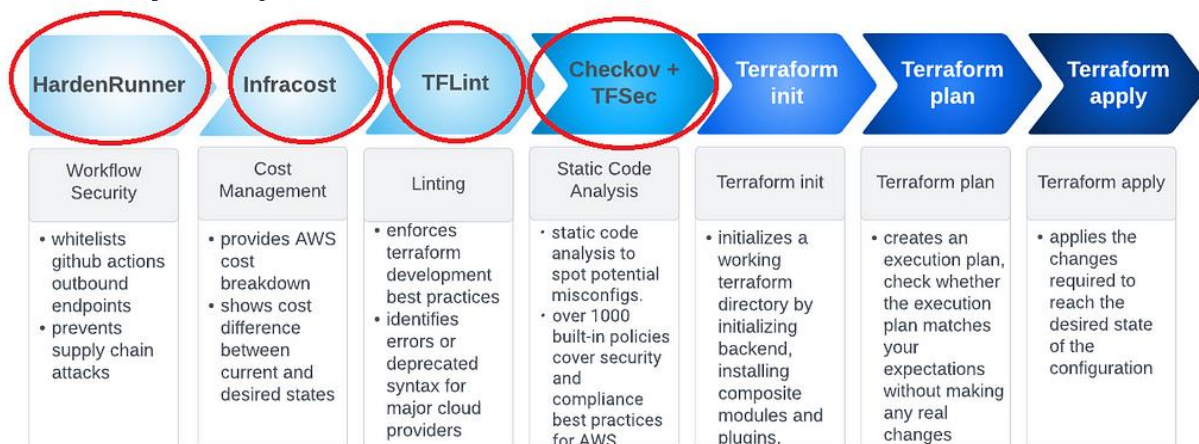 HardenRunner
Infracost
TFLint
Checkov +
TFSec
Terraform
init
Terraform
plan
Terraform
apply
Workflow
Security
Cost
Management
Linting
Static Code
Analysis
Terraform init
Terraform plan
Terraform apply
• whitelists
github actions
outbound
endpoints
• prevents
supply chain
attacks
• provides AWS
cost
breakdown
• shows cost
difference
between
current and
desired states
• enforces
terraform
development
best practices
• identifies
errors or
deprecated
syntax for
major cloud
providers
• static code
analysis to
spot potential
misconfigs.
• over 1000
built-in policies
cover security
and
compliance
best practices
for AWS
• initializes a
working
terraform
directory by
initializing
backend,
installing
composite
modules and
plugins.
• creates an
execution plan,
check whether
the execution
plan matches
your
expectations
without making
any real
changes
• applies the
changes
required to
reach the
desired state
of the
configuration